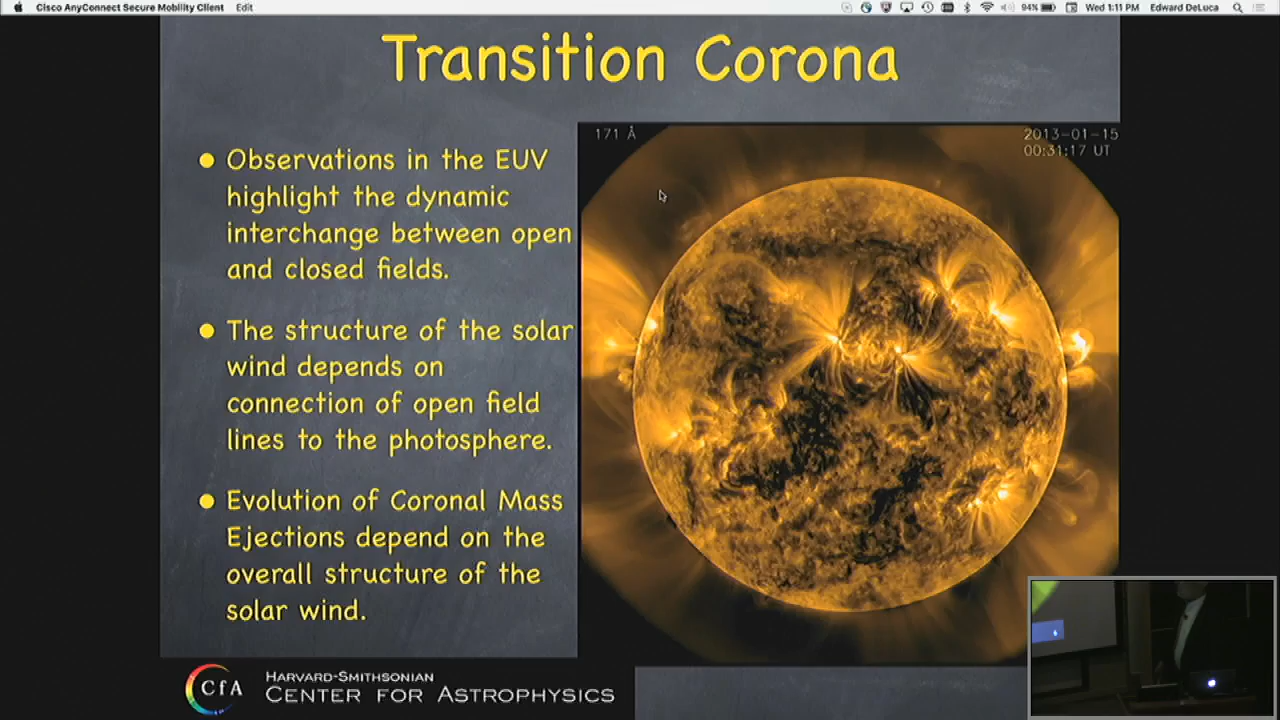 Cisco AnyConnect Secure Mobility Client Edit 94% Wed 1:11 PM Edward DeLuca
Transition Corona
171 Å 2013-01-15
00:31:17 UT
• Observations in the EUV
highlight the dynamic
interchange between open
and closed fields.
• The structure of the solar
wind depends on
connection of open field
lines to the photosphere.
• Evolution of Coronal Mass
Ejections depend on the
overall structure of the
solar wind.
CfA HARVARD-SMITHSONIAN
CENTER FOR ASTROPHYSICS